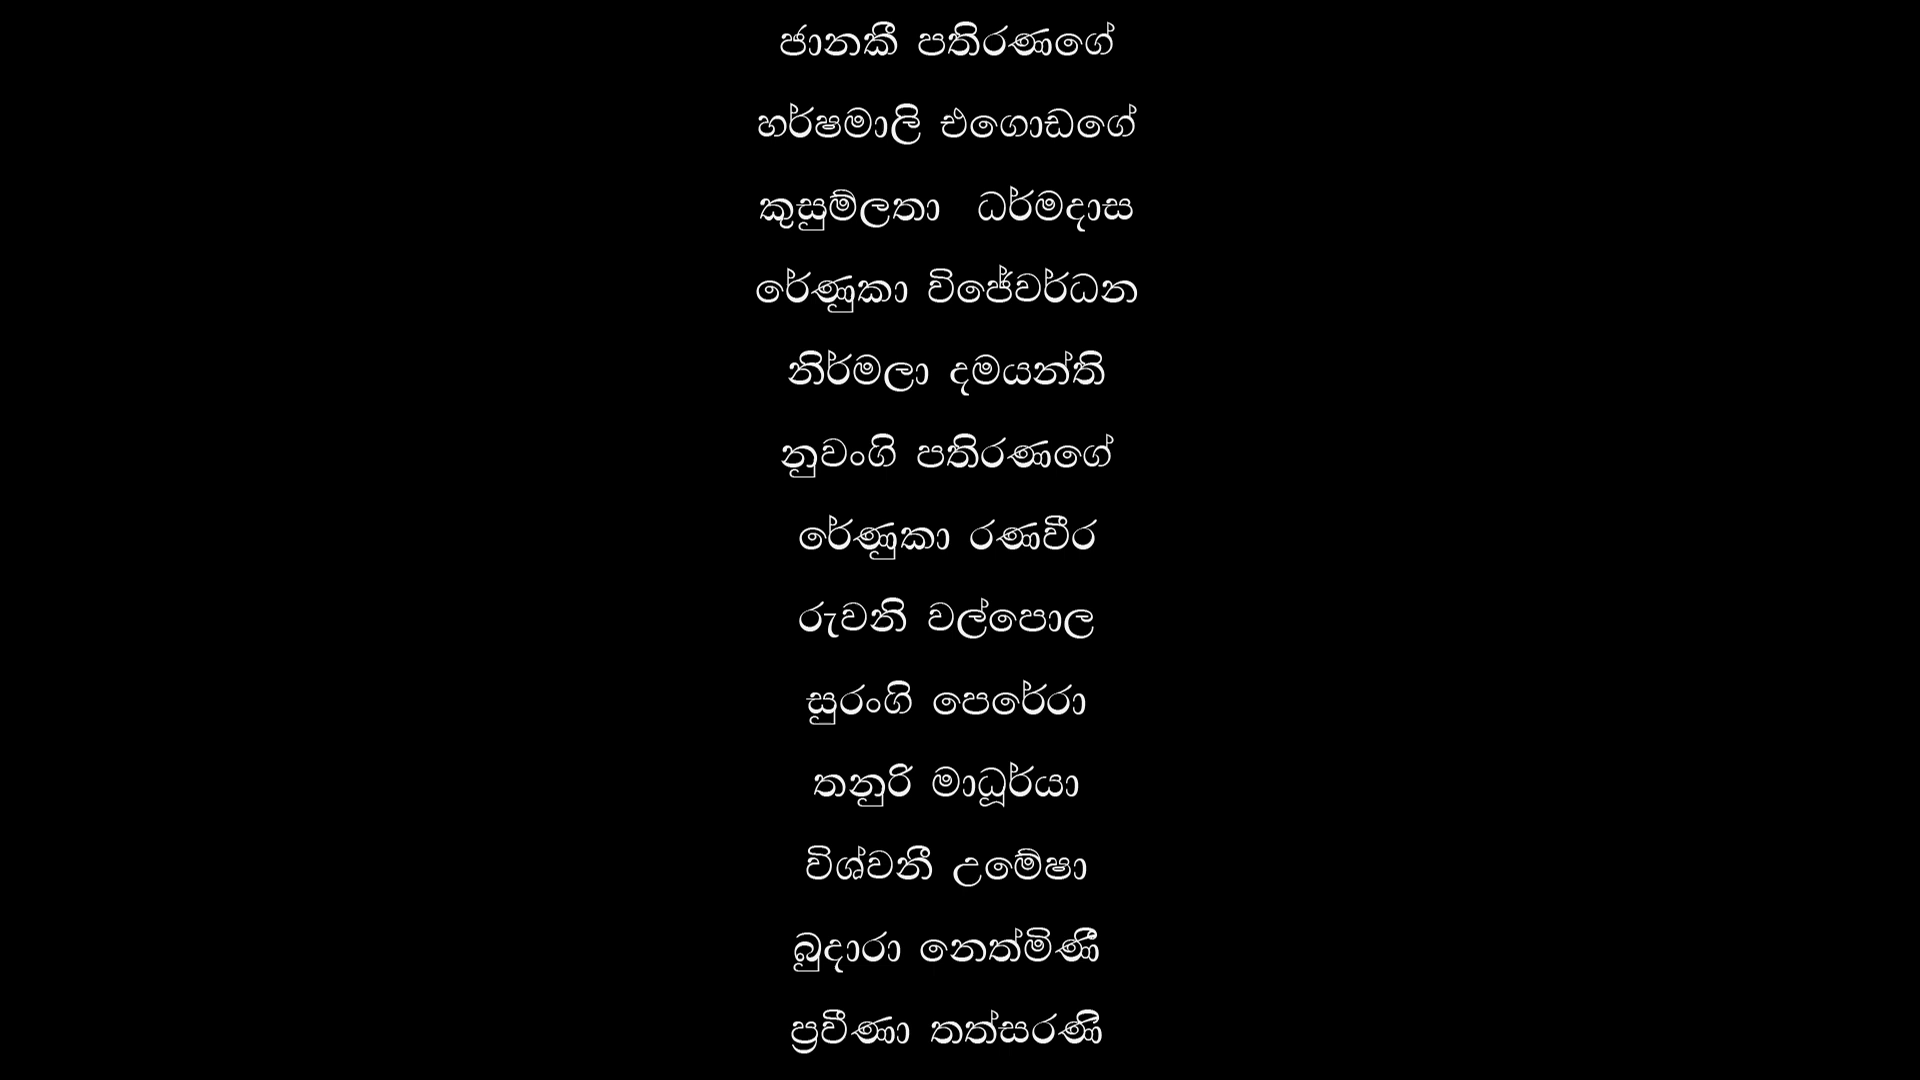 ජානකී පතිරණගේ
හර්ෂමාලි එගොඩගේ
කුසුම්ලතා  ධර්මදාස
රේණුකා විජේවර්ධන
නිර්මලා දමයන්ති
නුවංගි පතිරණගේ
රේණුකා රණවීර
රුවනි වල්පොල
සුරංගි පෙරේරා
තනුරි මාධූර්යා
විශ්වනී උමේෂා
බුදාරා නෙත්මිණී
ප්‍රවීණා තත්සරණි